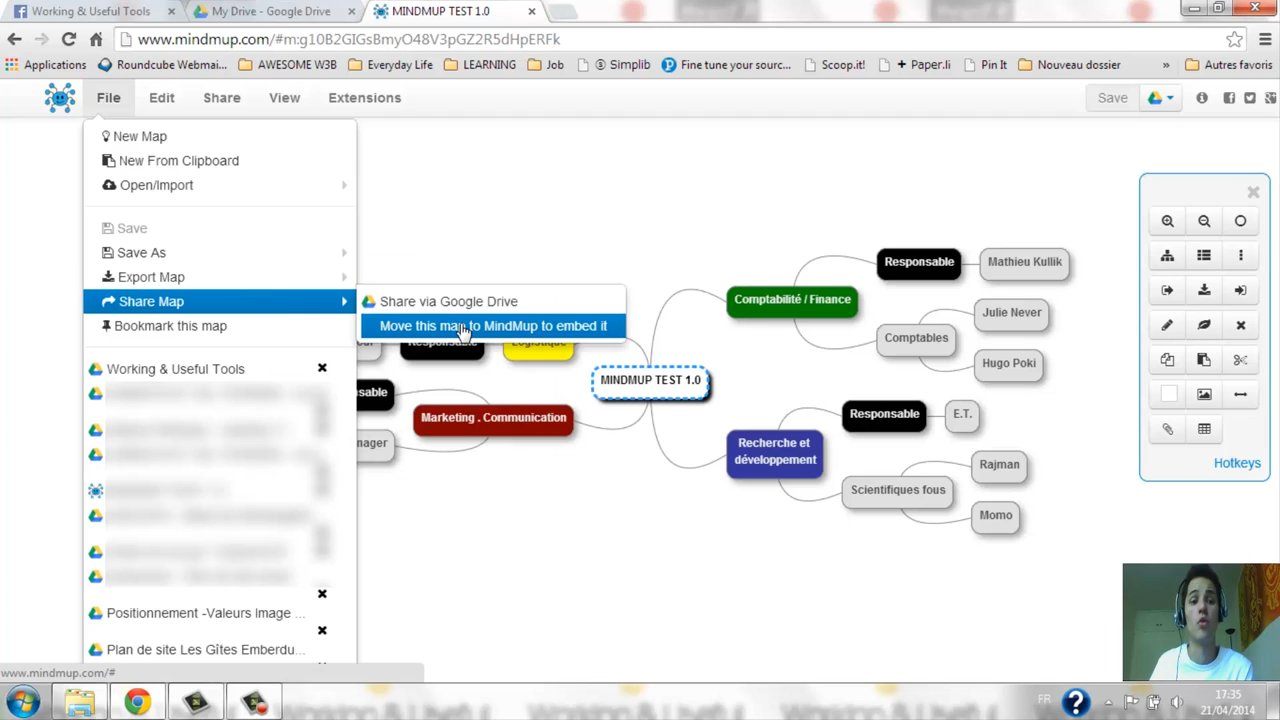 Working & Useful Tools
My Drive - Google Drive
MINDMUP TEST 1.0
www.mindmup.com/#m:g10B2GIGsBmyO48V3pGZ2R5dHpERFk
Applications
Roundcube Webmai...
AWESOME W3B
Everyday Life
LEARNING
Job
Simplib
Fine tune your sourc...
Scoop.it!
+ Paper.li
Pin It
Nouveau dossier
»
Autres favoris
File
Edit
Share
View
Extensions
Save
New Map
New From Clipboard
Open/Import
Save
Save As
Export Map
Share Map
Bookmark this map
Share via Google Drive
Move this map to MindMup to embed it
Working & Useful Tools
Positionnement -Valeurs Image ...
Plan de site Les Gîtes Emberdu...
Responsable
Logistique
Marketing . Communication
MINDMUP TEST 1.0
Comptabilité / Finance
Responsable
Mathieu Kullik
Comptables
Julie Never
Hugo Poki
Recherche et
développement
Responsable
E.T.
Scientifiques fous
Rajman
Momo
Hotkeys
www.mindmup.com/#
FR
17:35
21/04/2014